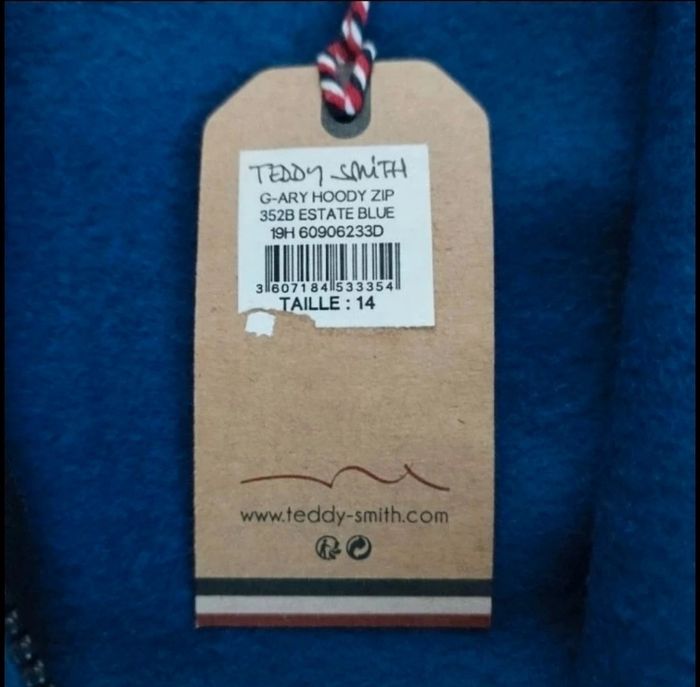 TEDDY SMiTH
G-ARY HOODY ZIP
352B ESTATE BLUE
19H 60906233D
3 607184 533354
TAILLE : 14
www.teddy-smith.com